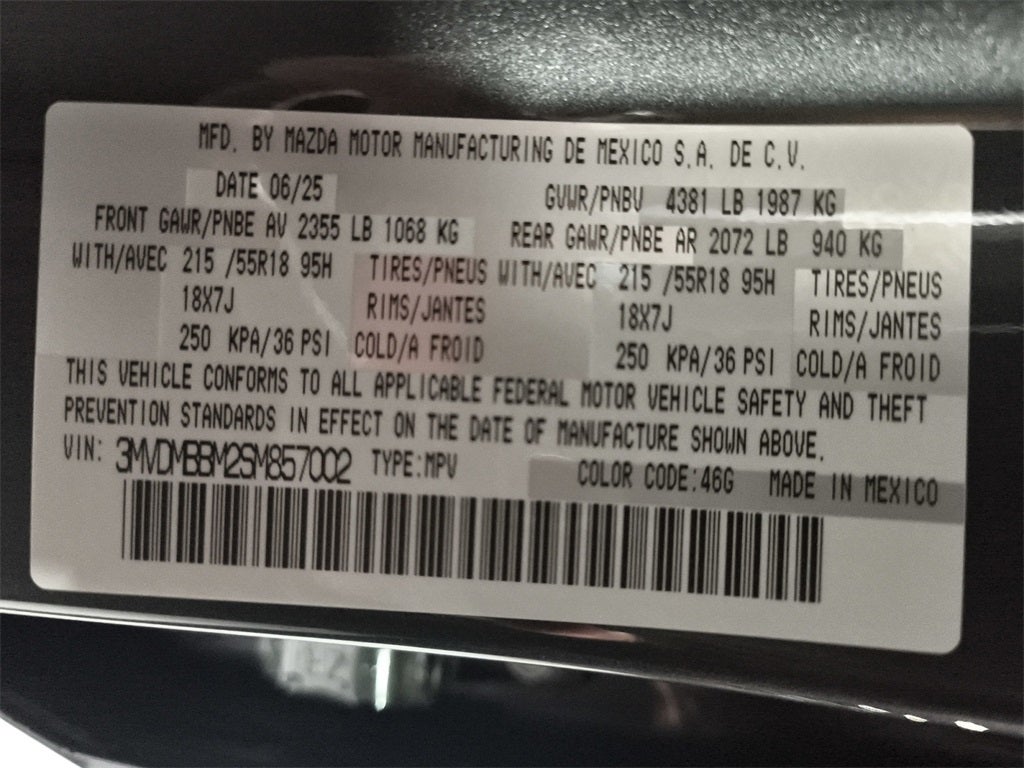 MFD. BY MAZDA MOTOR MANUFACTURING DE MEXICO S.A. DE C.V.
DATE 06/25 GVWR/PNBV 4381 LB 1987 KG
FRONT GAWR/PNBE AV 2355 LB 1068 KG REAR GAWR/PNBE AR 2072 LB 940 KG
WITH/AVEC 215 /55R18 95H TIRES/PNEUS WITH/AVEC 215 /55R18 95H TIRES/PNEUS
18X7J RIMS/JANTES 18X7J RIMS/JANTES
250 KPA/36 PSI COLD/A FROID 250 KPA/36 PSI COLD/A FROID
THIS VEHICLE CONFORMS TO ALL APPLICABLE FEDERAL MOTOR VEHICLE SAFETY AND THEFT
PREVENTION STANDARDS IN EFFECT ON THE DATE OF MANUFACTURE SHOWN ABOVE.
VIN: 3MVDMBBM2SM857002 TYPE:MPV COLOR CODE:46G MADE IN MEXICO